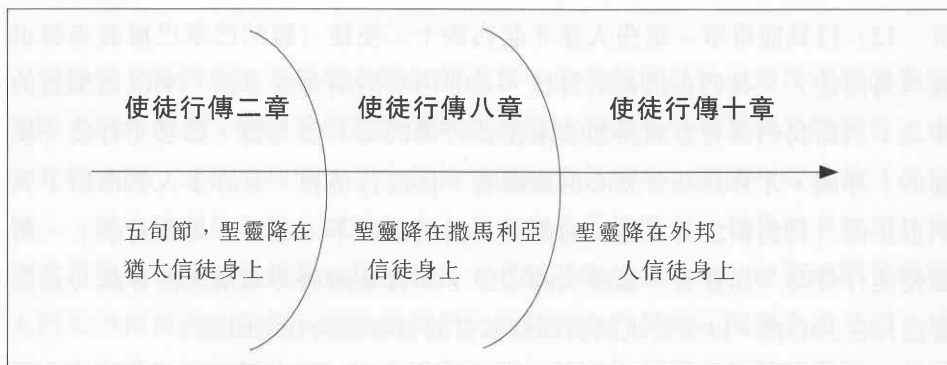 使徒行傳二章
使徒行傳八章
使徒行傳十章
五旬節，聖靈降在
猶太信徒身上
聖靈降在撒馬利亞
信徒身上
聖靈降在外邦
人信徒身上